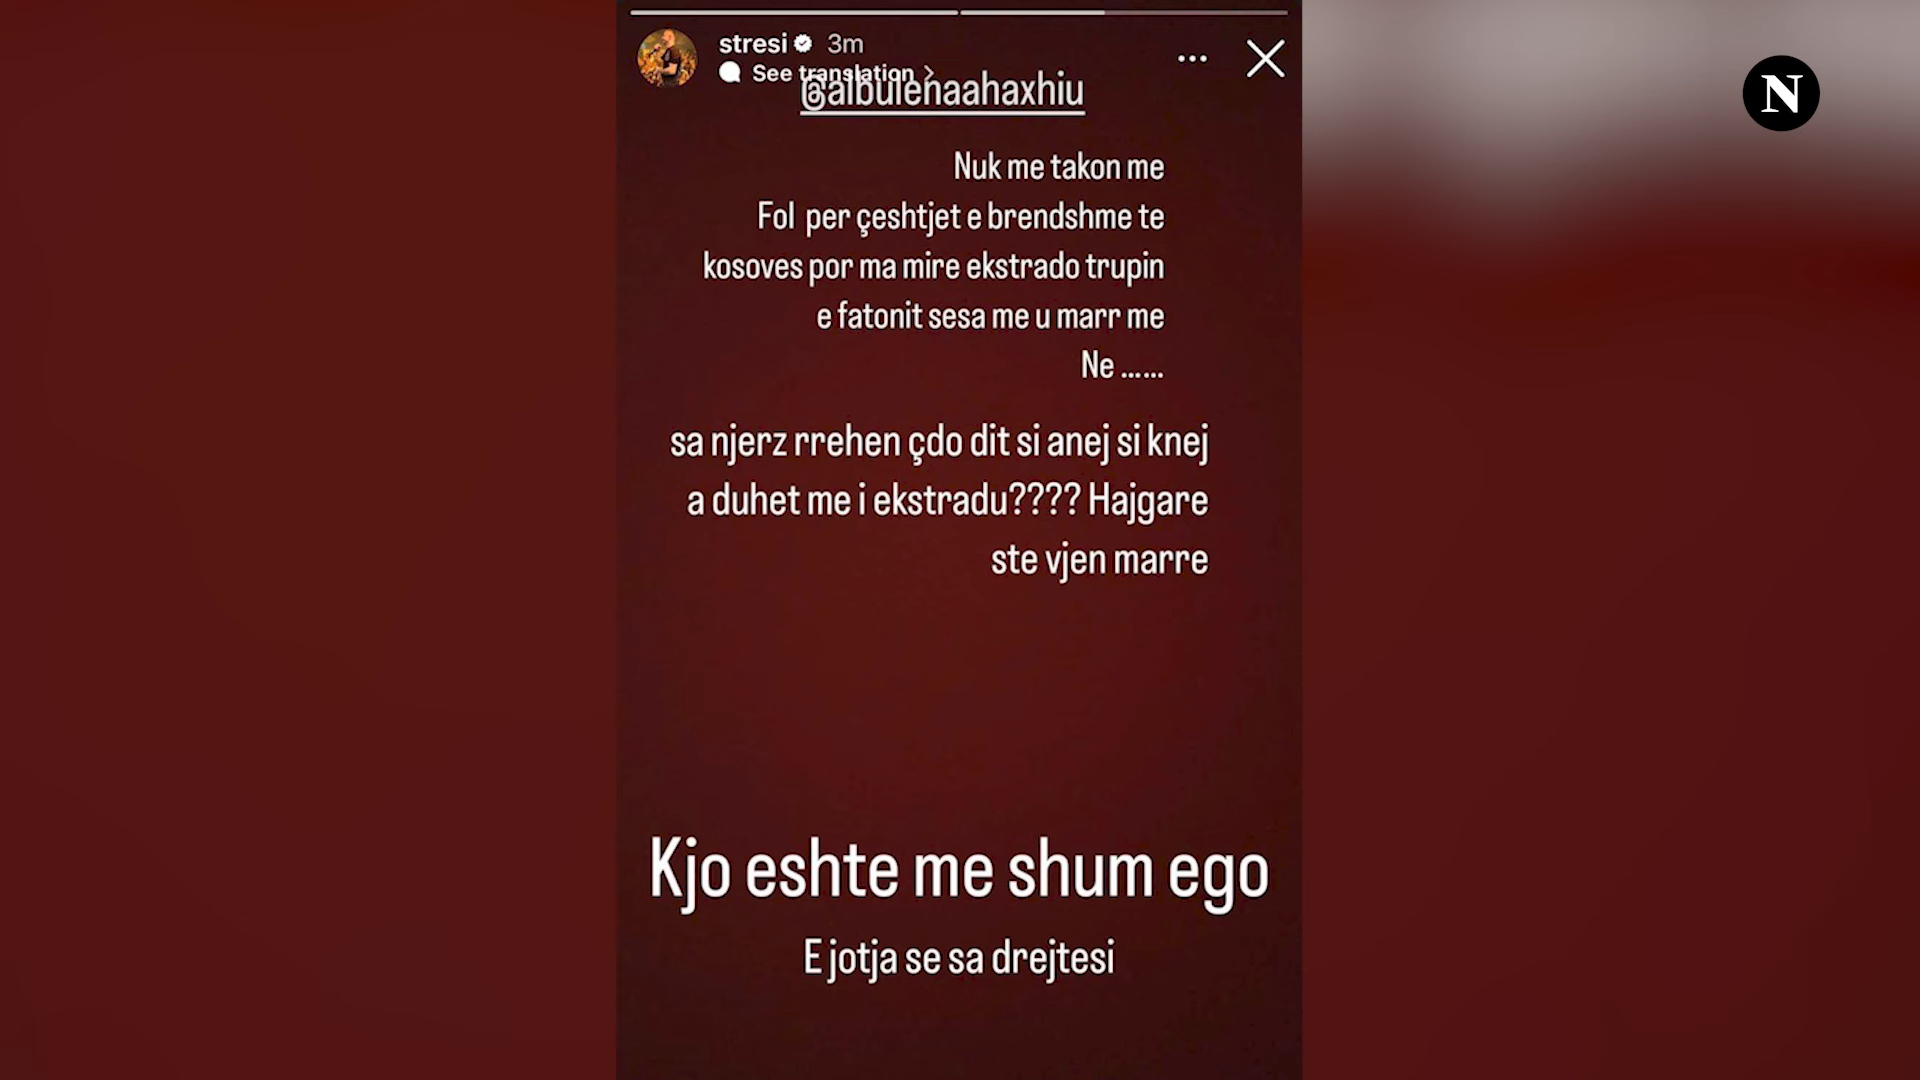 stresi 3m
See translation
@albulenaahaxhiu
Nuk me takon me
Fol per çeshtjet e brendshme te
kosoves por ma mire ekstrado trupin
e fatonit sesa me u marr me
Ne ......
sa njerz rrehen çdo dit si anej si knej
a duhet me i ekstradu???? Hajgare
ste vjen marre
Kjo eshte me shum ego
E jotja se sa drejtesi
N